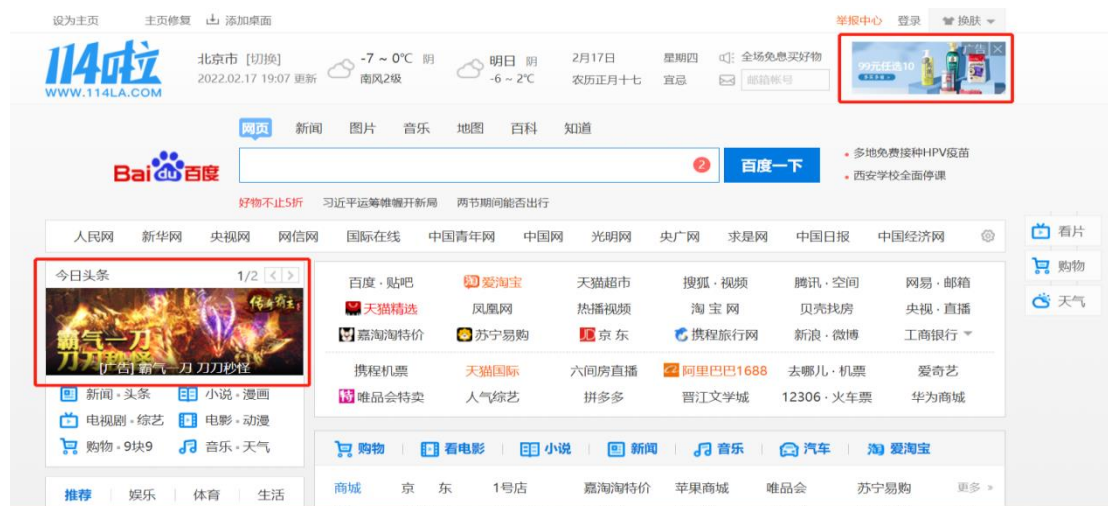 设为主页 主页修复 添加桌面 举报中心 登录 换肤
114啦 北京市 [切换] -7 ~ 0℃ 阴 明日 阴 2月17日 星期四 全场免息买好物 广告
WWW.114LA.COM 2022.02.17 19:07 更新 南风2级 -6 ~ 2℃ 农历正月十七 宜忌 邮箱帐号 99元任选10
网页 新闻 图片 音乐 地图 百科 知道
Bai du 百度 2 百度一下 多地免费接种HPV疫苗
西安学校全面停课
好物不止5折 习近平运筹帷幄开新局 两节期间能否出行
人民网 新华网 央视网 网信网 国际在线 中国青年网 中国网 光明网 央广网 求是网 中国日报 中国经济网
看片
购物
天气
今日头条 1/2
传奇霸主
霸气一刀
刀刀秒怪
[广告] 霸气一刀 刀刀秒怪
新闻 · 头条 小说 · 漫画
电视剧 · 综艺 电影 · 动漫
购物 · 9块9 音乐 · 天气
推荐 娱乐 体育 生活
百度 · 贴吧 爱淘宝 天猫超市 搜狐 · 视频 腾讯 · 空间 网易 · 邮箱
天猫精选 凤凰网 热播视频 淘 宝 网 贝壳找房 央视 · 直播
嘉淘淘特价 苏宁易购 京 东 携程旅行网 新浪 · 微博 工商银行
携程机票 天猫国际 六间房直播 阿里巴巴1688 去哪儿 · 机票 爱奇艺
特 唯品会特卖 人气综艺 拼多多 晋江文学城 12306 · 火车票 华为商城
购物 看电影 小说 新闻 音乐 汽车 爱淘宝
商城 京 东 1号店 嘉淘淘特价 苹果商城 唯品会 苏宁易购 更多 »